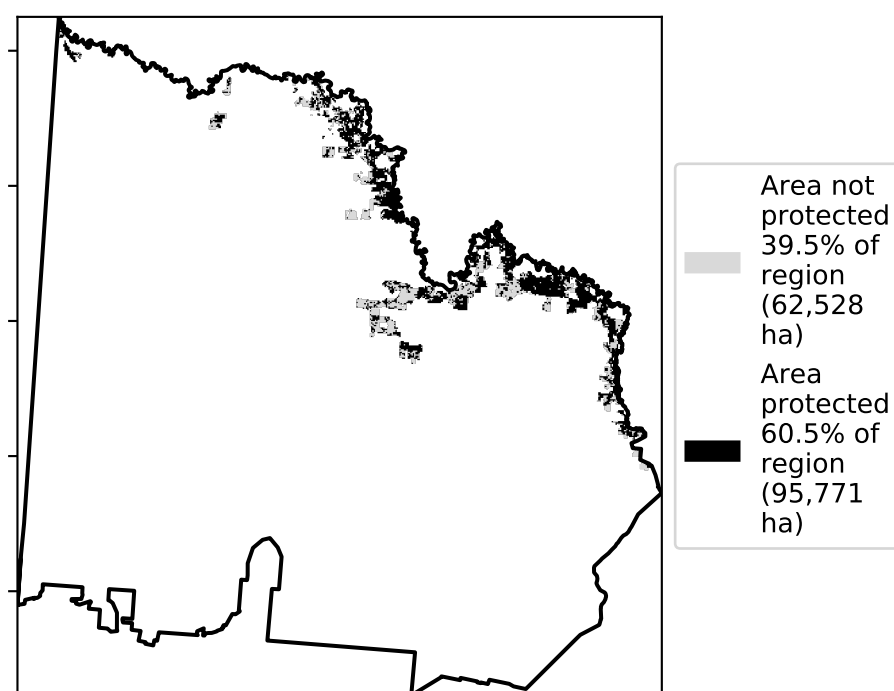 Area not
protected
39.5% of
region
(62,528
ha)
Area
protected
60.5% of
region
(95,771
ha)